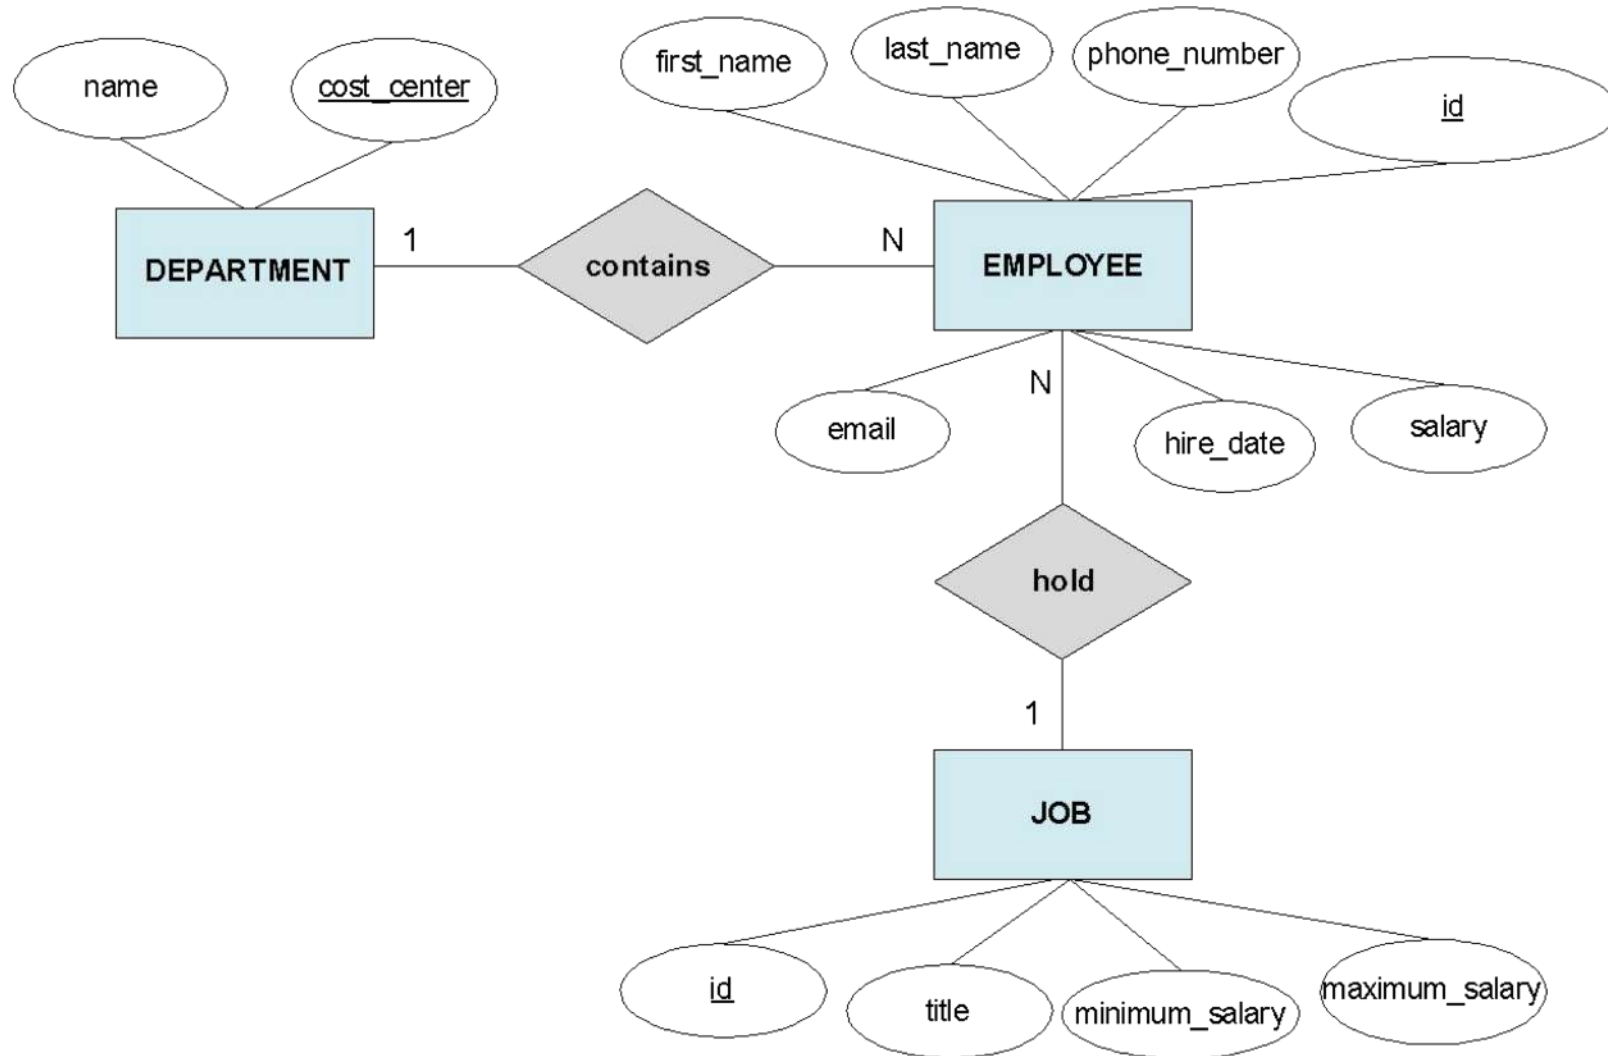 name
cost_center
first_name
last_name
phone_number
id
DEPARTMENT
1
contains
N
EMPLOYEE
email
N
hire_date
salary
hold
1
JOB
id
title
minimum_salary
maximum_salary